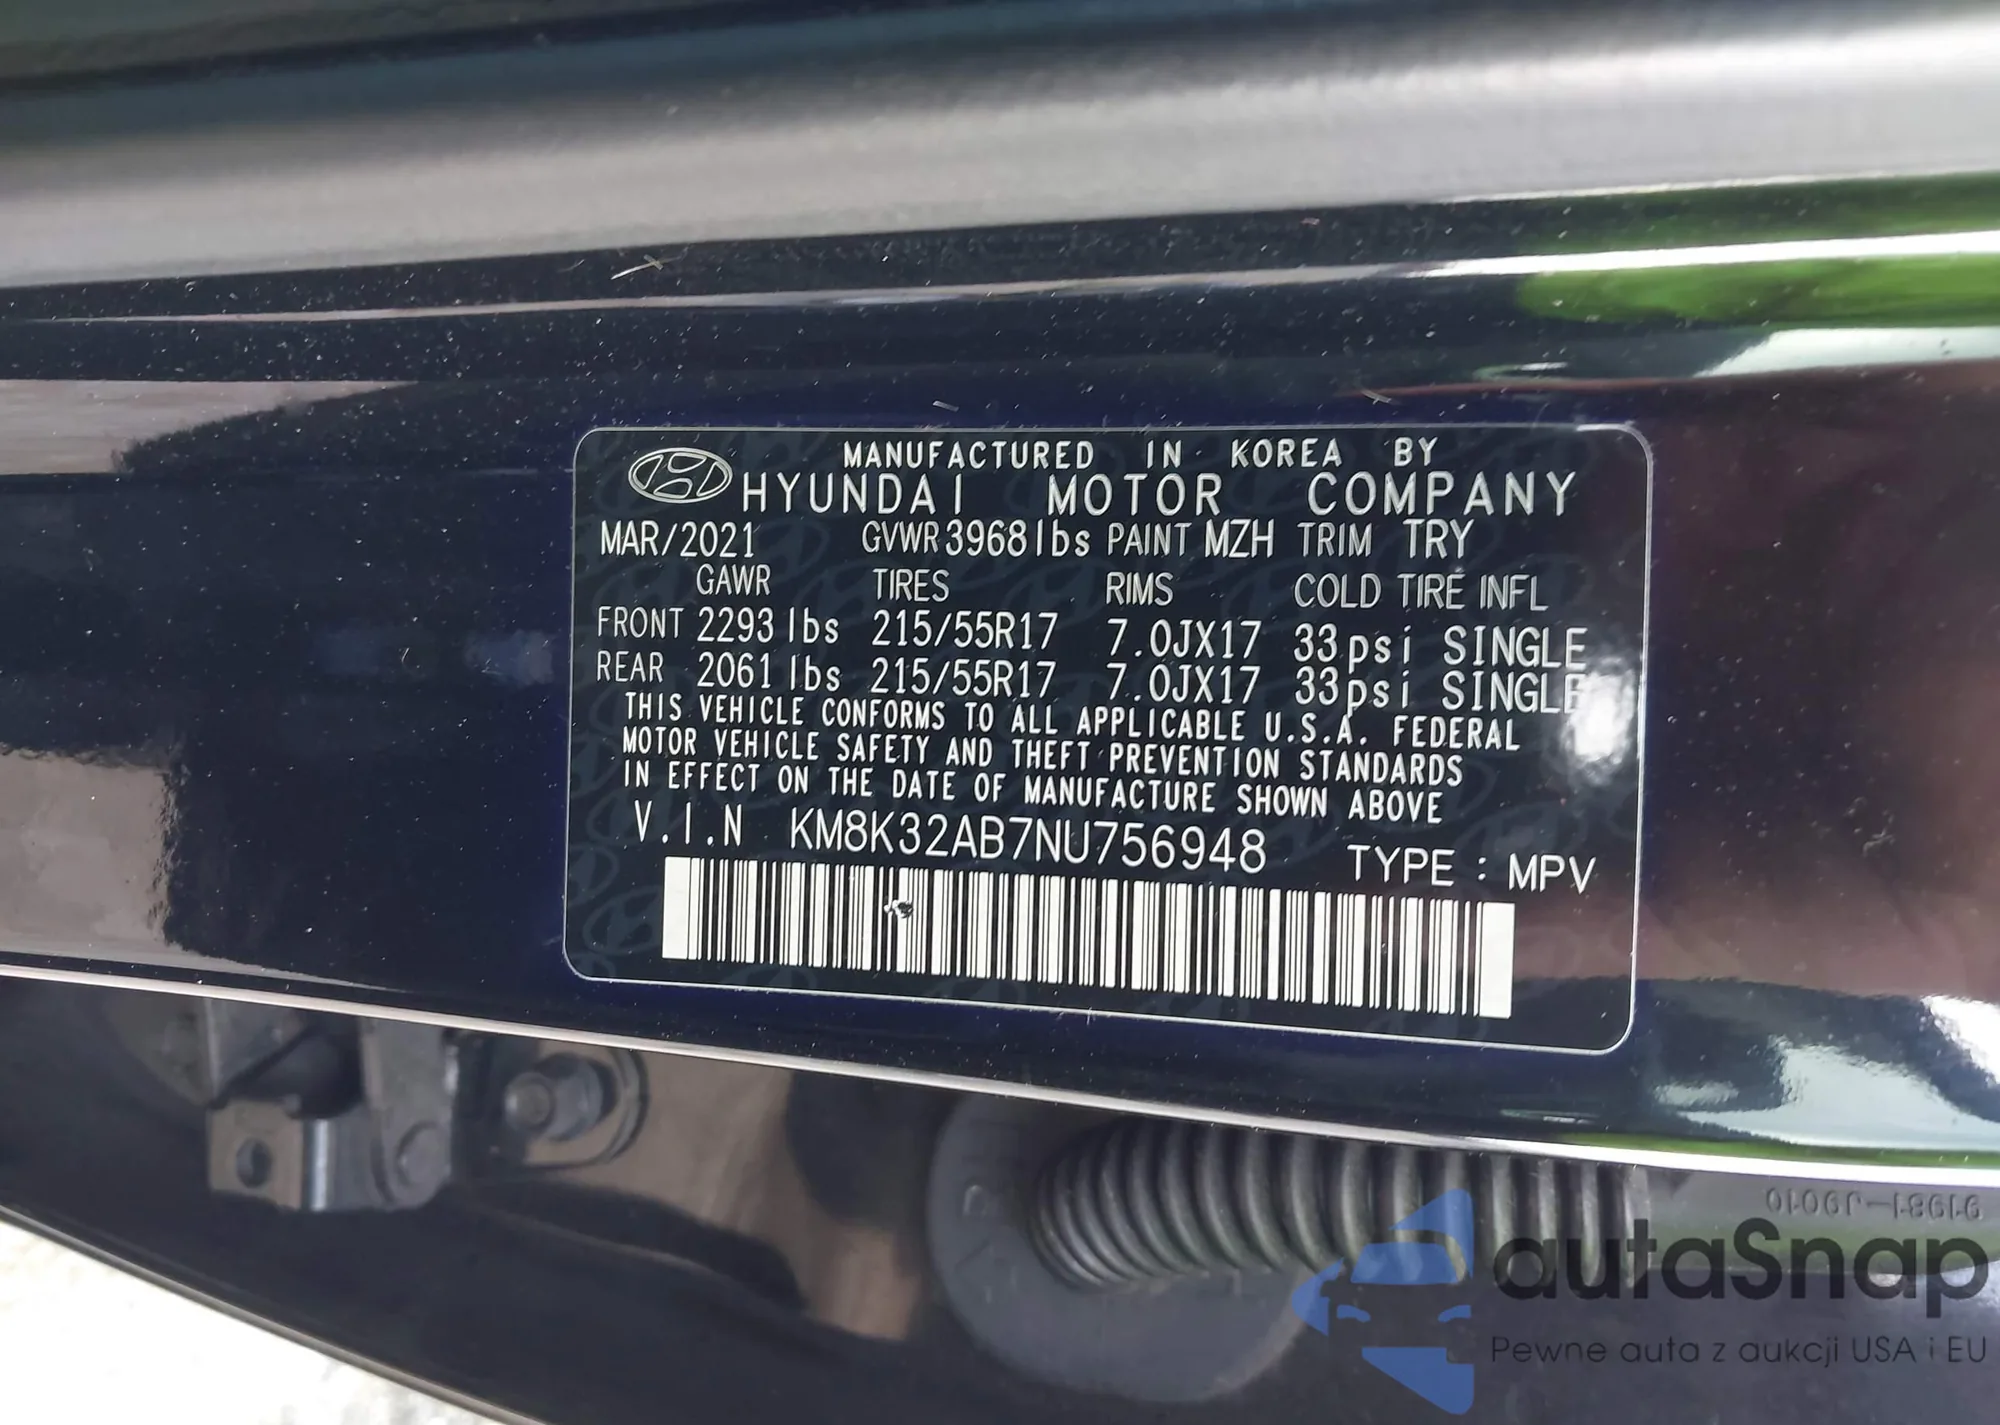 MANUFACTURED IN KOREA BY
HYUNDAI MOTOR COMPANY
MAR/2021 GVWR 3968 lbs PAINT MZH TRIM TRY
GAWR TIRES RIMS COLD TIRE INFL
FRONT 2293 lbs 215/55R17 7.0JX17 33psi SINGLE
REAR 2061 lbs 215/55R17 7.0JX17 33psi SINGLE
THIS VEHICLE CONFORMS TO ALL APPLICABLE U.S.A. FEDERAL
MOTOR VEHICLE SAFETY AND THEFT PREVENTION STANDARDS
IN EFFECT ON THE DATE OF MANUFACTURE SHOWN ABOVE
V.I.N KM8K32AB7NU756948 TYPE : MPV
91981-J9010
autaSnap
Pewne auta z aukcji USA i EU